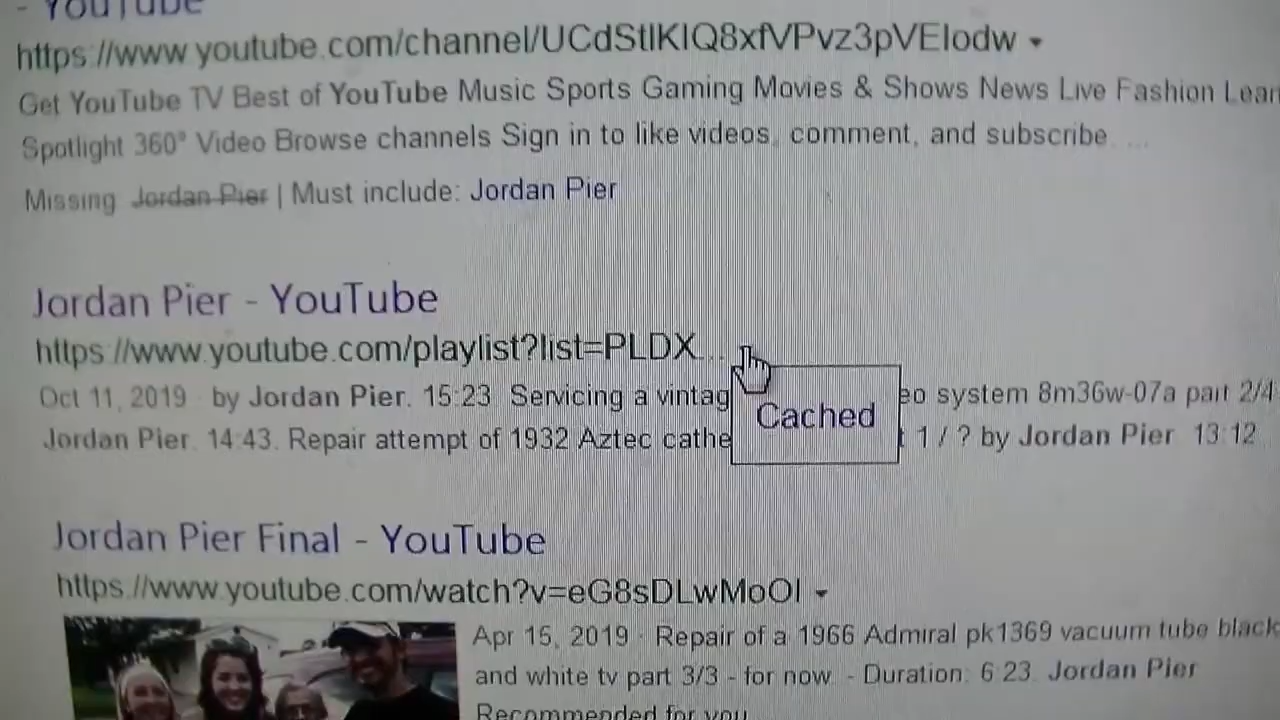 - YouTube
https://www.youtube.com/channel/UCdStlKIQ8xfVPvz3pVEIodw
Get YouTube TV Best of YouTube Music Sports Gaming Movies & Shows News Live Fashion Lear
Spotlight 360° Video Browse channels Sign in to like videos, comment, and subscribe. ...
Missing: Jordan Pier | Must include: Jordan Pier
Jordan Pier - YouTube
https://www.youtube.com/playlist?list=PLDX...
Oct 11, 2019 · by Jordan Pier. 15:23. Servicing a vintag eo system 8m36w-07a part 2/4
Cached
Jordan Pier. 14:43. Repair attempt of 1932 Aztec cathe t 1 / ? by Jordan Pier. 13:12
Jordan Pier Final - YouTube
https://www.youtube.com/watch?v=eG8sDLwMoOI
Apr 15, 2019 · Repair of a 1966 Admiral pk1369 vacuum tube black
and white tv part 3/3 - for now. - Duration: 6:23. Jordan Pier
Recommended for you